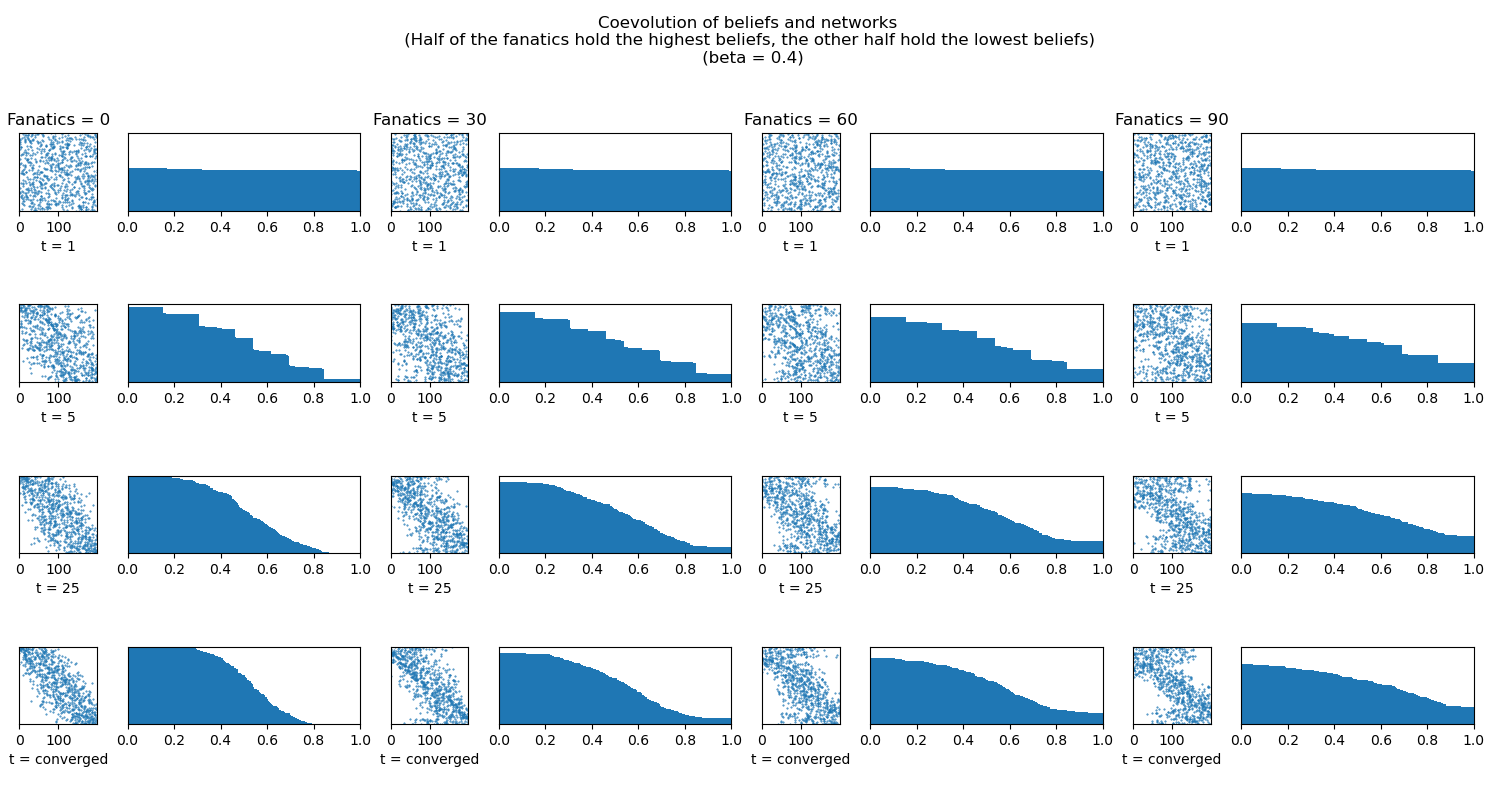 Coevolution of beliefs and networks
(Half of the fanatics hold the highest beliefs, the other half hold the lowest beliefs)
(beta = 0.4)
Fanatics = 0 Fanatics = 30 Fanatics = 60 Fanatics = 90
0 100 0.0 0.2 0.4 0.6 0.8 1.0 0 100 0.0 0.2 0.4 0.6 0.8 1.0 0 100 0.0 0.2 0.4 0.6 0.8 1.0 0 100 0.0 0.2 0.4 0.6 0.8 1.0
t = 1 t = 1 t = 1 t = 1
0 100 0.0 0.2 0.4 0.6 0.8 1.0 0 100 0.0 0.2 0.4 0.6 0.8 1.0 0 100 0.0 0.2 0.4 0.6 0.8 1.0 0 100 0.0 0.2 0.4 0.6 0.8 1.0
t = 5 t = 5 t = 5 t = 5
0 100 0.0 0.2 0.4 0.6 0.8 1.0 0 100 0.0 0.2 0.4 0.6 0.8 1.0 0 100 0.0 0.2 0.4 0.6 0.8 1.0 0 100 0.0 0.2 0.4 0.6 0.8 1.0
t = 25 t = 25 t = 25 t = 25
0 100 0.0 0.2 0.4 0.6 0.8 1.0 0 100 0.0 0.2 0.4 0.6 0.8 1.0 0 100 0.0 0.2 0.4 0.6 0.8 1.0 0 100 0.0 0.2 0.4 0.6 0.8 1.0
t = converged t = converged t = converged t = converged